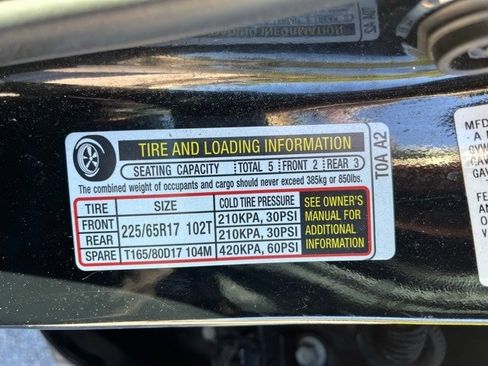 TIRE AND LOADING INFORMATION
SEATING CAPACITY TOTAL 5 FRONT 2 REAR 3
The combined weight of occupants and cargo should never exceed 385kg or 850lbs.
TIRE SIZE COLD TIRE PRESSURE
FRONT 225/65R17 102T 210KPA, 30PSI
REAR 210KPA, 30PSI
SPARE T165/80D17 104M 420KPA, 60PSI
SEE OWNER'S
MANUAL FOR
ADDITIONAL
INFORMATION
T0A A2
MFD